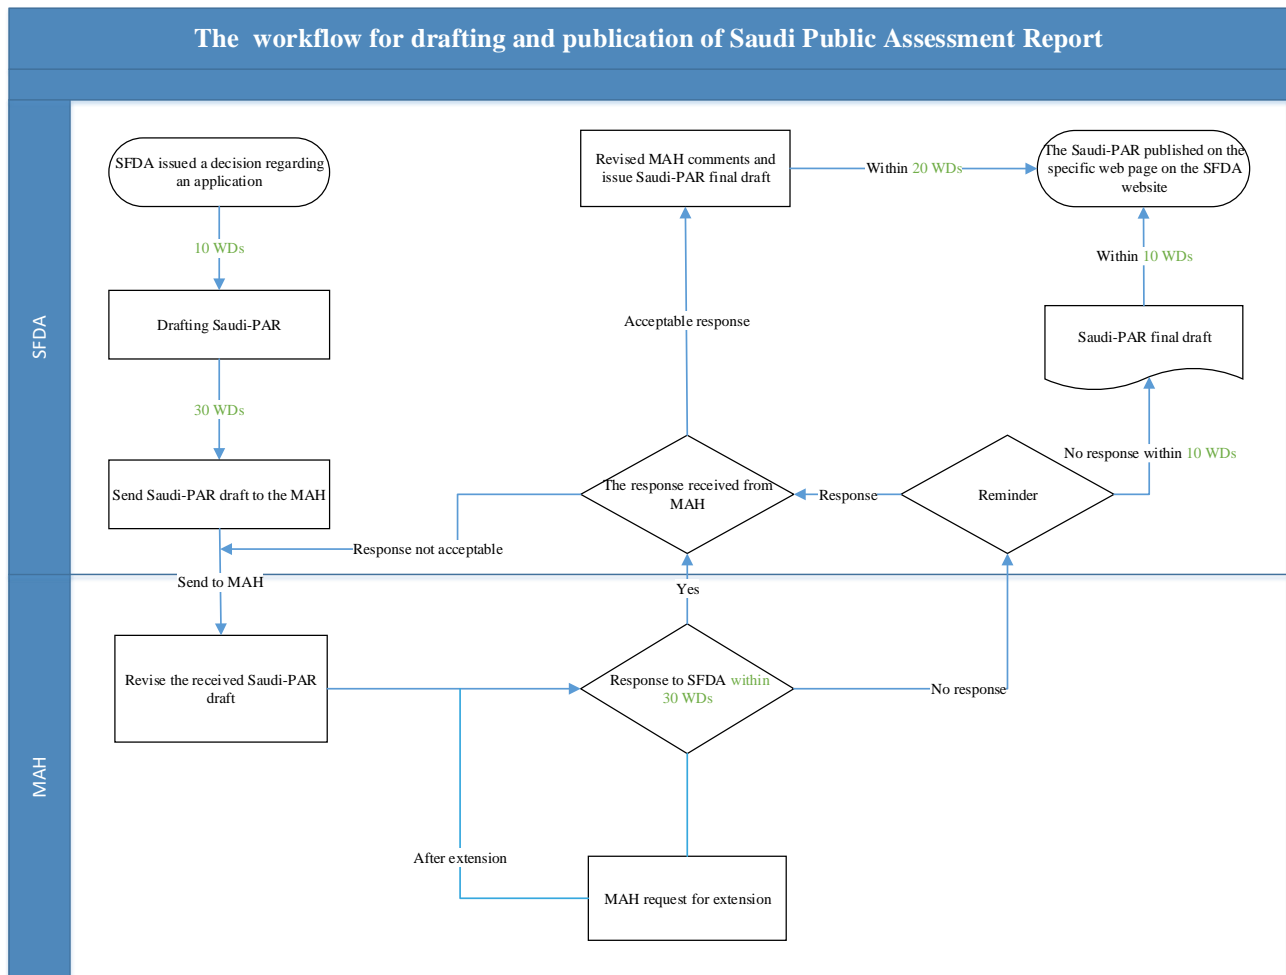 The workflow for drafting and publication of Saudi Public Assessment Report
SFDA
SFDA issued a decision regarding
an application
10 WDs
Drafting Saudi-PAR
30 WDs
Send Saudi-PAR draft to the MAH
Send to MAH
Revised MAH comments and
issue Saudi-PAR final draft
Within 20 WDs
The Saudi-PAR published on the
specific web page on the SFDA
website
Within 10 WDs
Saudi-PAR final draft
Acceptable response
No response within 10 WDs
The response received from
MAH
Response
Reminder
Response not acceptable
Yes
MAH
Revise the received Saudi-PAR
draft
Response to SFDA within
30 WDs
No response
After extension
MAH request for extension